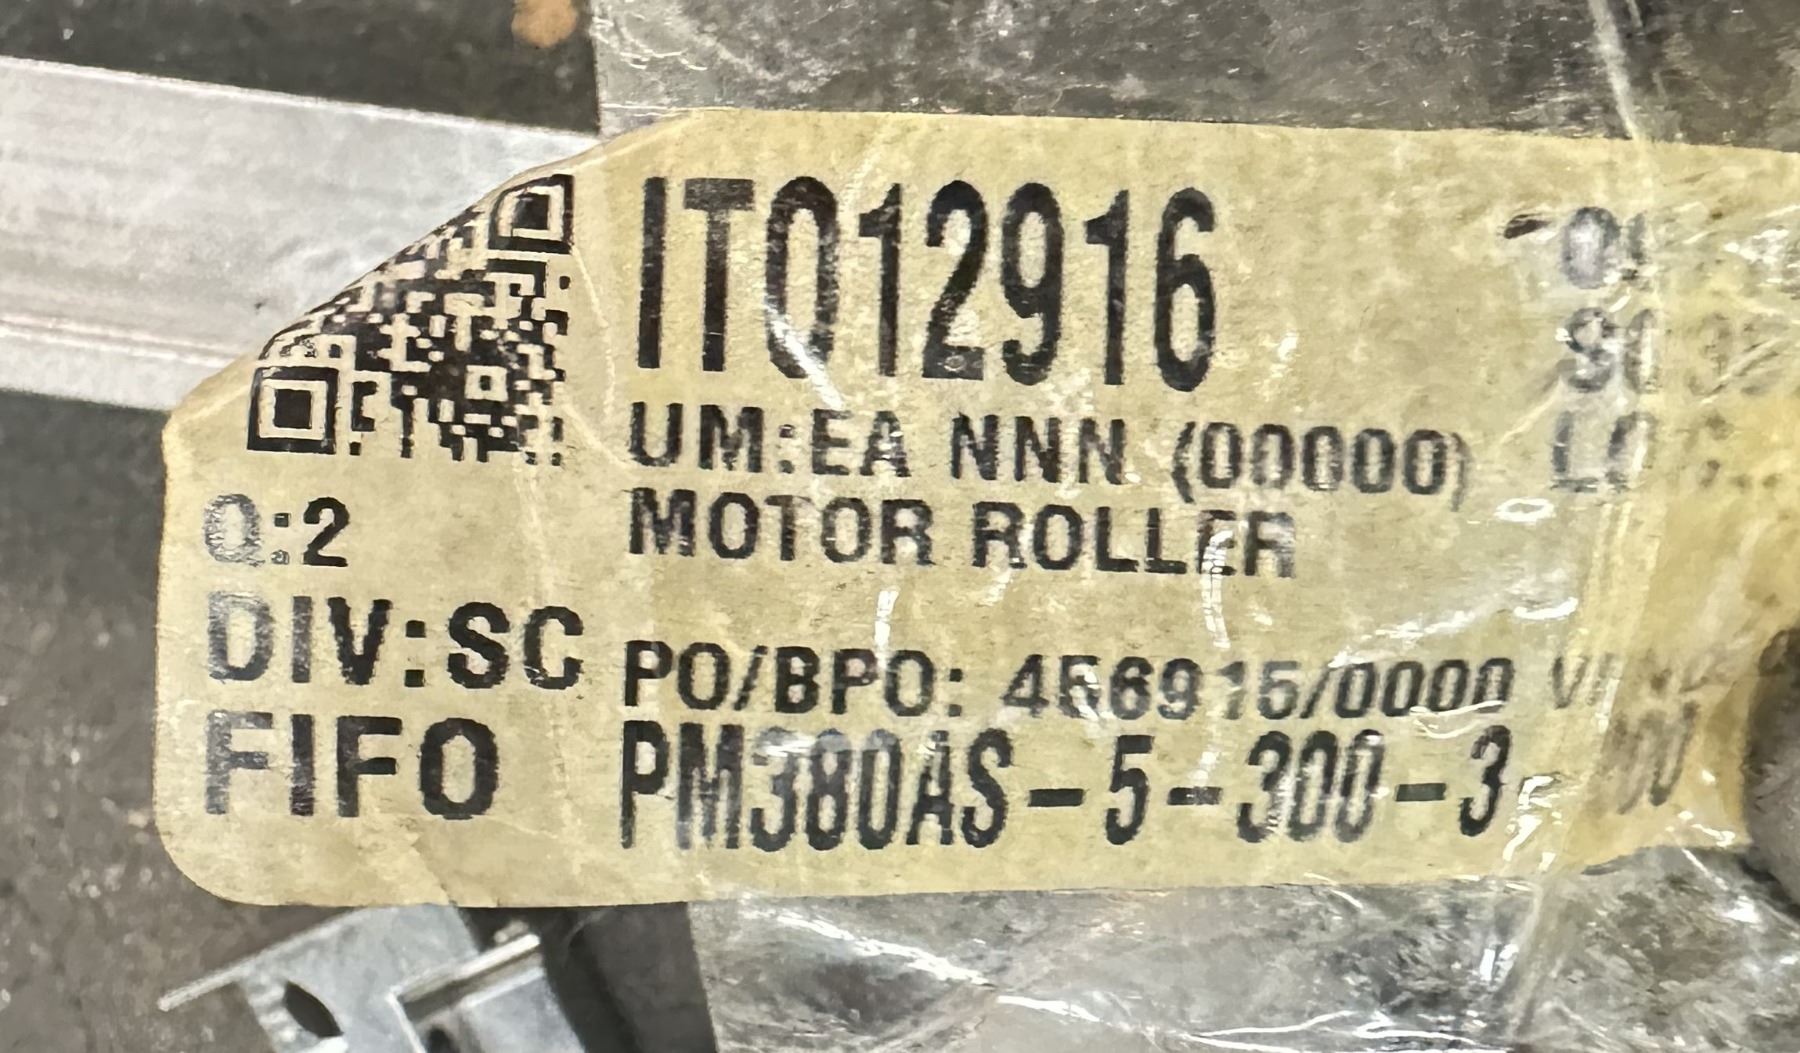 IT012916
UM:EA NNN (00000)
MOTOR ROLLER
Q:2
DIV:SC
FIFO
PO/BPO: 456915/0000
PM380AS-5-300-3